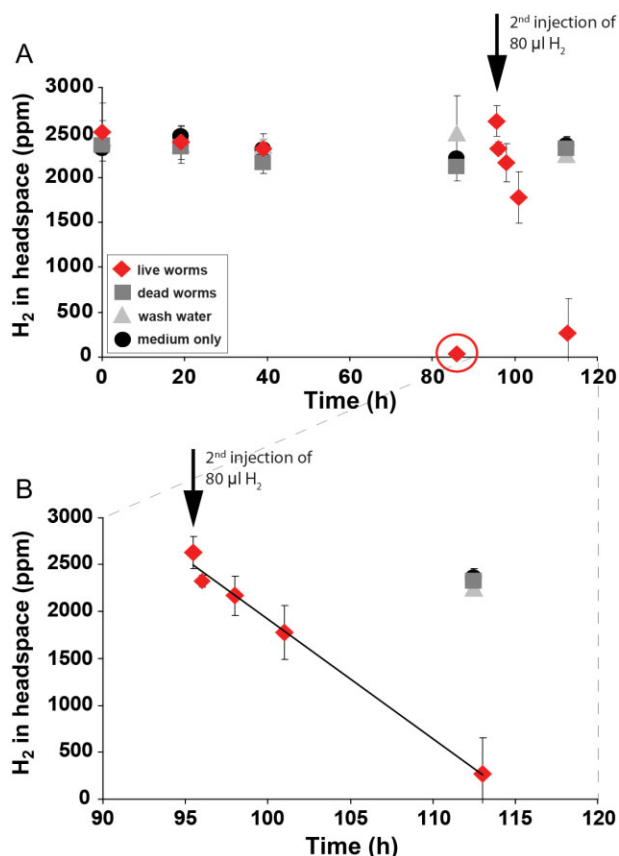 A
2nd injection of
80 µl H2
H2 in headspace (ppm)
3000
2500
2000
1500
1000
500
0
live worms
dead worms
wash water
medium only
0 20 40 60 80 100 120
Time (h)
B
2nd injection of
80 µl H2
H2 in headspace (ppm)
3000
2500
2000
1500
1000
500
0
90 95 100 105 110 115 120
Time (h)